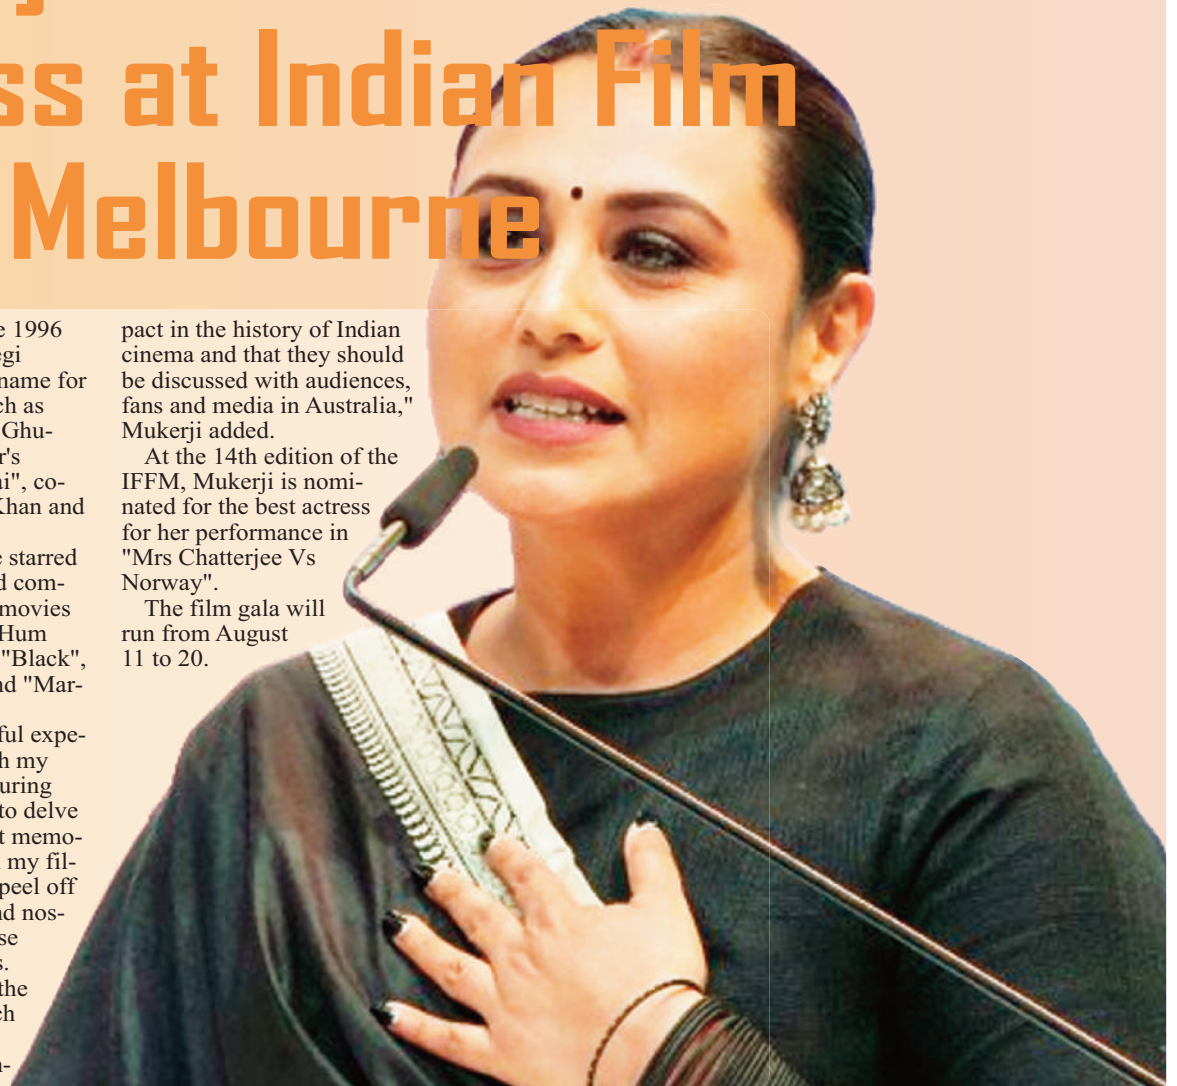 ss at Indian Film
Melbourne
1996
egi
name for
ch as
Ghu-
r's
ai", co-
Khan and
starred
d com-
movies
Hum
"Black",
nd "Mar-
ful expe-
h my
uring
to delve
t memo-
my fil-
peel off
nd nos-
se
s.
the
ch
n-
pact in the history of Indian
cinema and that they should
be discussed with audiences,
fans and media in Australia,"
Mukerji added.
At the 14th edition of the
IFFM, Mukerji is nomi-
nated for the best actress
for her performance in
"Mrs Chatterjee Vs
Norway".
The film gala will
run from August
11 to 20.